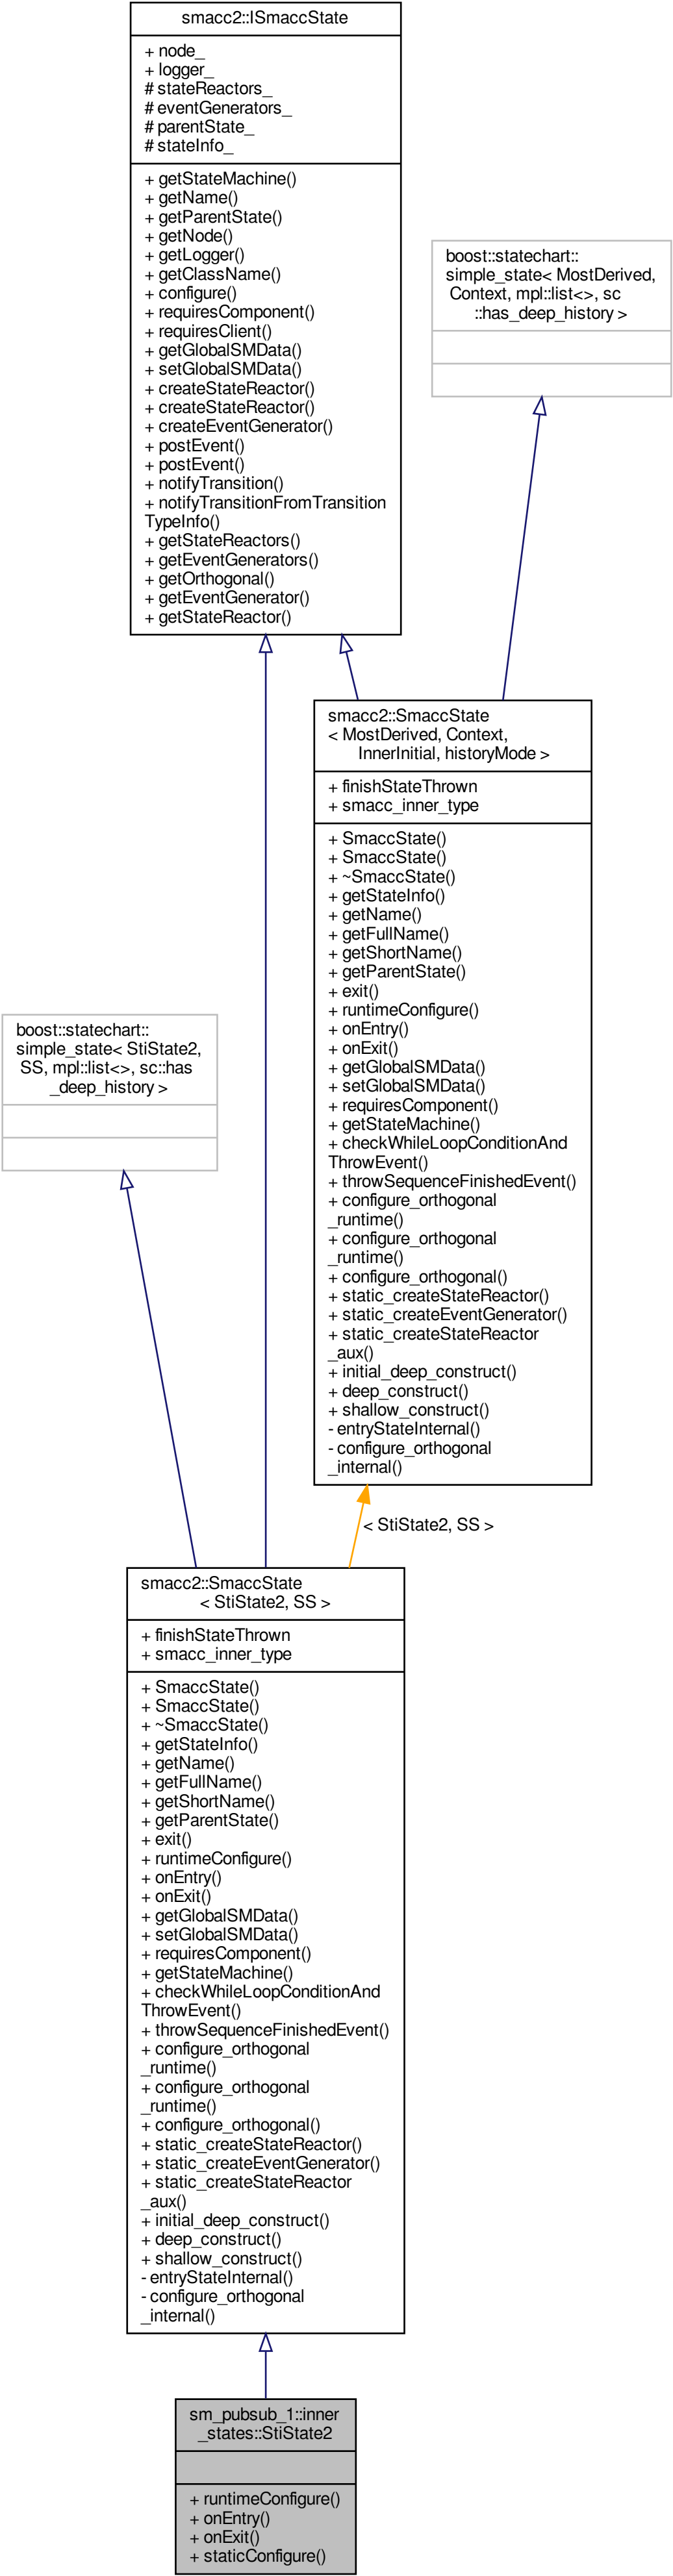 smacc2::ISmaccState
+ node_
+ logger_
# stateReactors_
# eventGenerators_
# parentState_
# stateInfo_
+ getStateMachine()
+ getName()
+ getParentState()
+ getNode()
+ getLogger()
+ getClassName()
+ configure()
+ requiresComponent()
+ requiresClient()
+ getGlobalSMData()
+ setGlobalSMData()
+ createStateReactor()
+ createStateReactor()
+ createEventGenerator()
+ postEvent()
+ postEvent()
+ notifyTransition()
+ notifyTransitionFromTransition
TypeInfo()
+ getStateReactors()
+ getEventGenerators()
+ getOrthogonal()
+ getEventGenerator()
+ getStateReactor()
boost::statechart::
simple_state< MostDerived,
Context, mpl::list<>, sc
::has_deep_history >
smacc2::SmaccState
< MostDerived, Context,
InnerInitial, historyMode >
+ finishStateThrown
+ smacc_inner_type
+ SmaccState()
+ SmaccState()
+ ~SmaccState()
+ getStateInfo()
+ getName()
+ getFullName()
+ getShortName()
+ getParentState()
+ exit()
+ runtimeConfigure()
+ onEntry()
+ onExit()
+ getGlobalSMData()
+ setGlobalSMData()
+ requiresComponent()
+ getStateMachine()
+ checkWhileLoopConditionAnd
ThrowEvent()
+ throwSequenceFinishedEvent()
+ configure_orthogonal
_runtime()
+ configure_orthogonal
_runtime()
+ configure_orthogonal()
+ static_createStateReactor()
+ static_createEventGenerator()
+ static_createStateReactor
_aux()
+ initial_deep_construct()
+ deep_construct()
+ shallow_construct()
- entryStateInternal()
- configure_orthogonal
_internal()
boost::statechart::
simple_state< StiState2,
SS, mpl::list<>, sc::has
_deep_history >
< StiState2, SS >
smacc2::SmaccState
< StiState2, SS >
+ finishStateThrown
+ smacc_inner_type
+ SmaccState()
+ SmaccState()
+ ~SmaccState()
+ getStateInfo()
+ getName()
+ getFullName()
+ getShortName()
+ getParentState()
+ exit()
+ runtimeConfigure()
+ onEntry()
+ onExit()
+ getGlobalSMData()
+ setGlobalSMData()
+ requiresComponent()
+ getStateMachine()
+ checkWhileLoopConditionAnd
ThrowEvent()
+ throwSequenceFinishedEvent()
+ configure_orthogonal
_runtime()
+ configure_orthogonal
_runtime()
+ configure_orthogonal()
+ static_createStateReactor()
+ static_createEventGenerator()
+ static_createStateReactor
_aux()
+ initial_deep_construct()
+ deep_construct()
+ shallow_construct()
- entryStateInternal()
- configure_orthogonal
_internal()
sm_pubsub_1::inner
_states::StiState2
+ runtimeConfigure()
+ onEntry()
+ onExit()
+ staticConfigure()